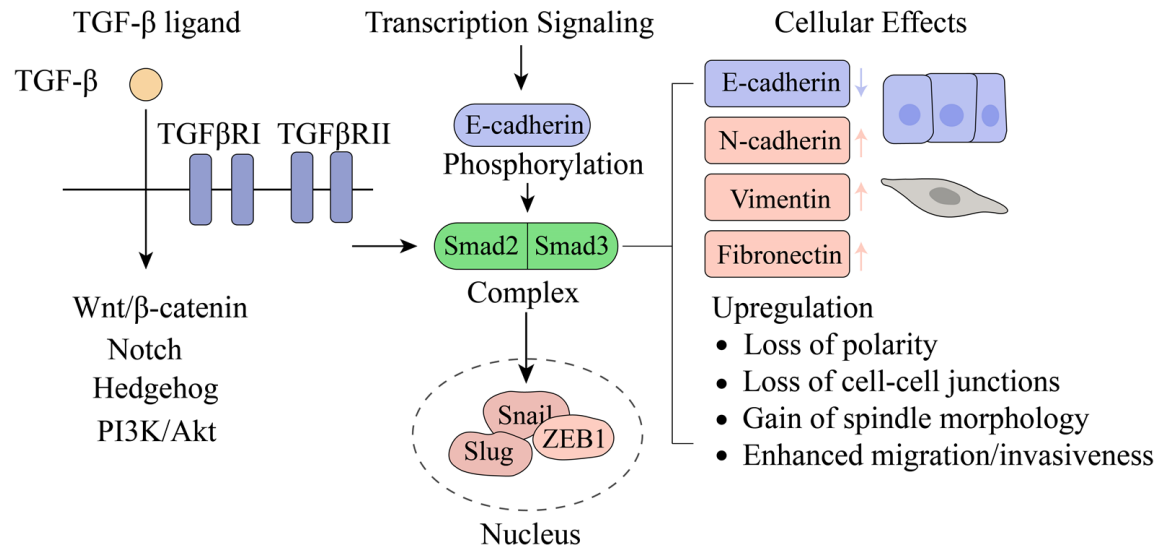 TGF-β ligand
TGF-β
TGFβRI
TGFβRII
Wnt/β-catenin
Notch
Hedgehog
PI3K/Akt
Transcription Signaling
E-cadherin
Phosphorylation
Smad2
Smad3
Complex
Snail
Slug
ZEB1
Nucleus
Cellular Effects
E-cadherin
N-cadherin
Vimentin
Fibronectin
Upregulation
• Loss of polarity
• Loss of cell-cell junctions
• Gain of spindle morphology
• Enhanced migration/invasiveness